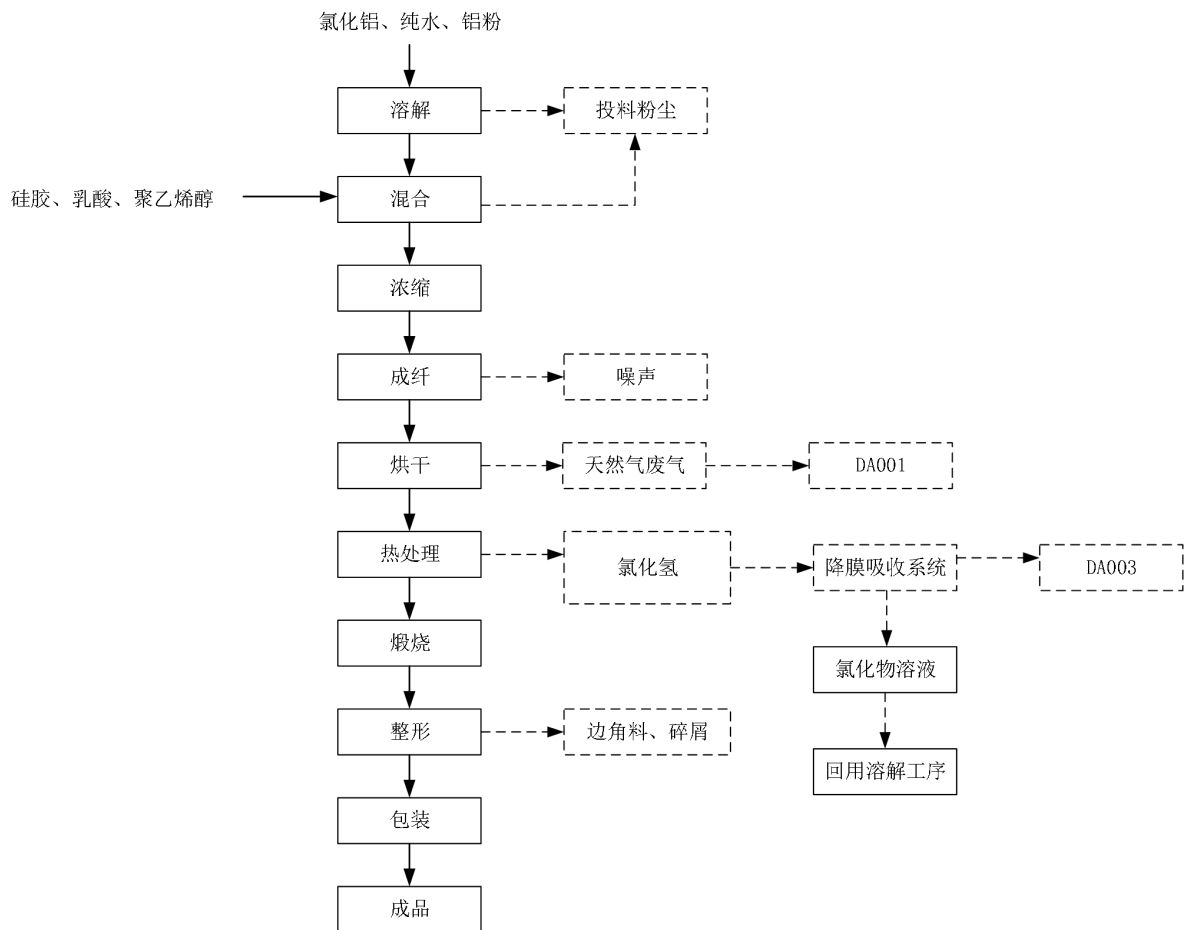 氯化铝、纯水、铝粉
溶解
投料粉尘
硅胶、乳酸、聚乙烯醇
混合
浓缩
成纤
噪声
烘干
天然气废气
DA001
热处理
氯化氢
降膜吸收系统
DA003
煅烧
氯化物溶液
整形
边角料、碎屑
回用溶解工序
包装
成品